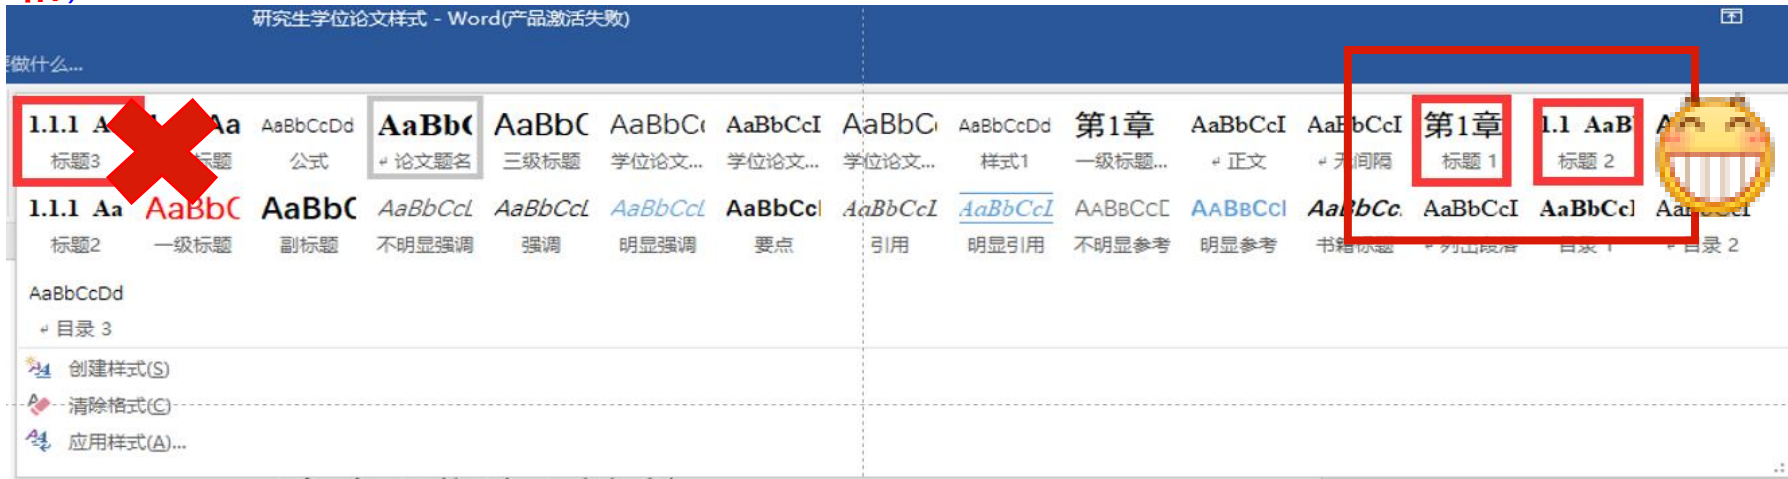 研究生学位论文样式 - Word(产品激活失败)
做什么...
1.1.1 A Aa AaBbCcDd AaBb( AaBbC AaBbC AaBbCcI AaBbC AaBbCcDd 第1章 AaBbCcI AaBbCcI 第1章 1.1 AaB
标题3 标题 公式 ↵ 论文题名 三级标题 学位论文... 学位论文... 学位论文... 样式1 一级标题... ↵ 正文 ↵ 无间隔 标题 1 标题 2
1.1.1 Aa AaBbC AaBbC AaBbCcL AaBbCcL AaBbCcL AaBbCcl AaBbCcI AaBbCcI AABBCCD AABBCCI AaBbCc. AaBbCcI AaBbCcl AaBbCcI
标题2 一级标题 副标题 不明显强调 强调 明显强调 要点 引用 明显引用 不明显参考 明显参考 书籍标题 ↵ 列出段落 目录 1 ↵ 目录 2
AaBbCcDd
↵ 目录 3
创建样式(S)
清除格式(C)
应用样式(A)...